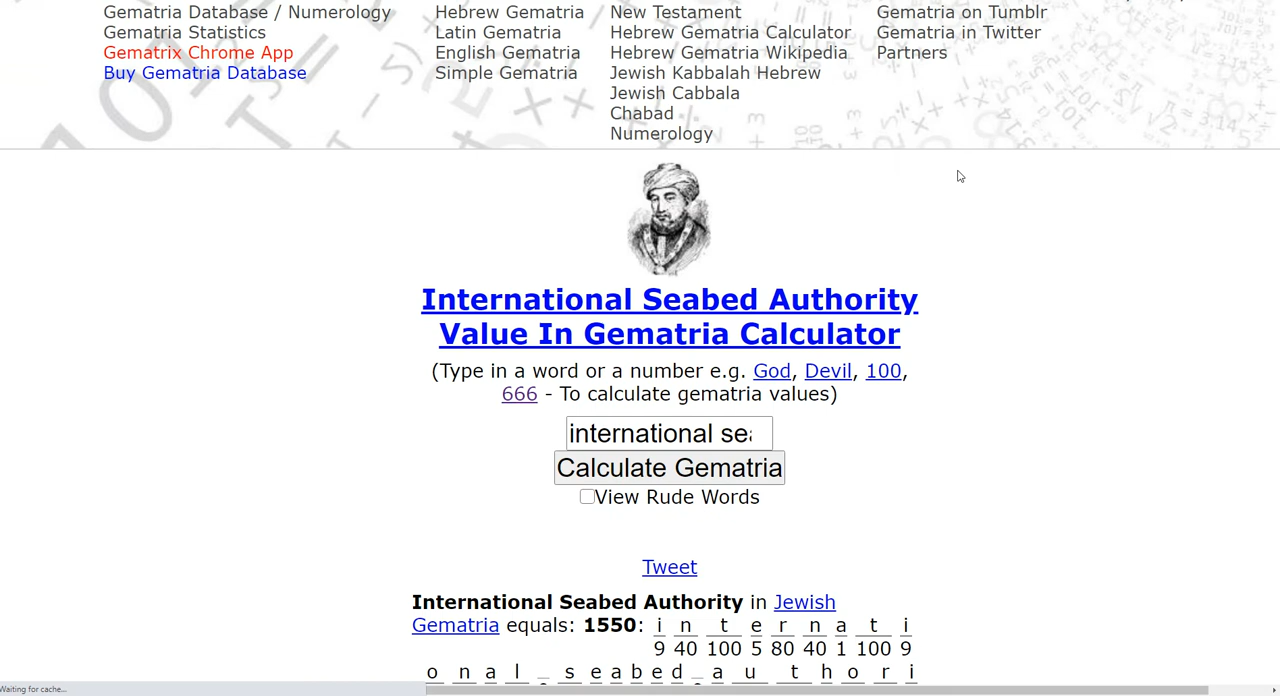 Gematria Database / Numerology
Gematria Statistics
Gematrix Chrome App
Buy Gematria Database
Hebrew Gematria
Latin Gematria
English Gematria
Simple Gematria
New Testament
Hebrew Gematria Calculator
Hebrew Gematria Wikipedia
Jewish Kabbalah Hebrew
Jewish Cabbala
Chabad
Numerology
Gematria on Tumblr
Gematria in Twitter
Partners
International Seabed Authority
Value In Gematria Calculator
(Type in a word or a number e.g. God, Devil, 100,
666 - To calculate gematria values)
international sea
Calculate Gematria
View Rude Words
Tweet
International Seabed Authority in Jewish
Gematria equals: 1550: i n t e r n a t i
9 40 100 5 80 40 1 100 9
o n a l _ s e a b e d _ a u t h o r i
Waiting for cache...